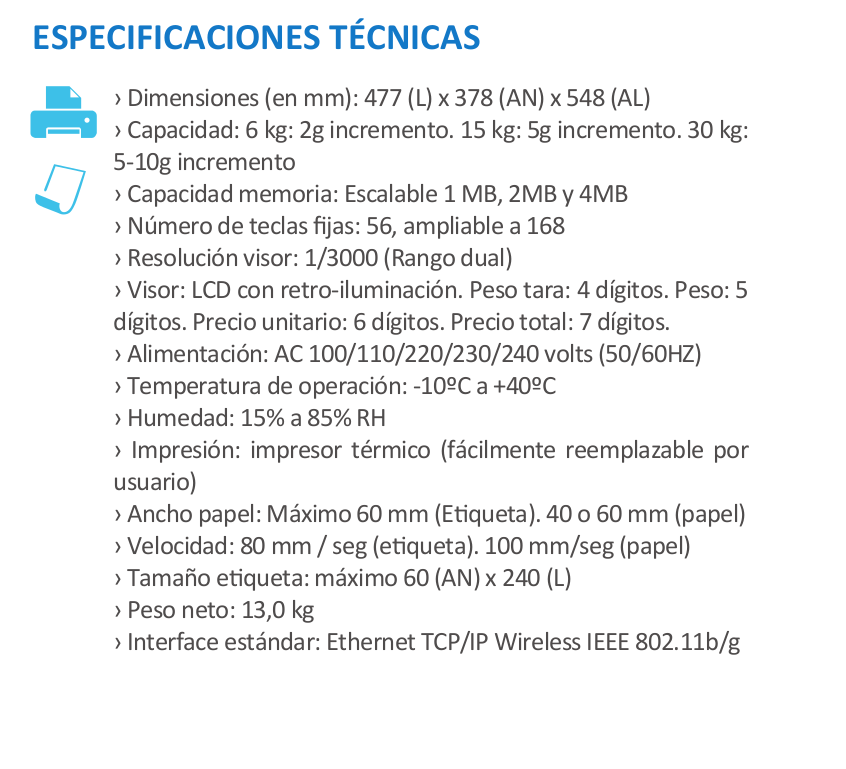 ESPECIFICACIONES TÉCNICAS
› Dimensiones (en mm): 477 (L) x 378 (AN) x 548 (AL)
› Capacidad: 6 kg: 2g incremento. 15 kg: 5g incremento. 30 kg:
5-10g incremento
› Capacidad memoria: Escalable 1 MB, 2MB y 4MB
› Número de teclas fijas: 56, ampliable a 168
› Resolución visor: 1/3000 (Rango dual)
› Visor: LCD con retro-iluminación. Peso tara: 4 dígitos. Peso: 5
dígitos. Precio unitario: 6 dígitos. Precio total: 7 dígitos.
› Alimentación: AC 100/110/220/230/240 volts (50/60HZ)
› Temperatura de operación: -10ºC a +40ºC
› Humedad: 15% a 85% RH
› Impresión: impresor térmico (fácilmente reemplazable por
usuario)
› Ancho papel: Máximo 60 mm (Etiqueta). 40 o 60 mm (papel)
› Velocidad: 80 mm / seg (etiqueta). 100 mm/seg (papel)
› Tamaño etiqueta: máximo 60 (AN) x 240 (L)
› Peso neto: 13,0 kg
› Interface estándar: Ethernet TCP/IP Wireless IEEE 802.11b/g